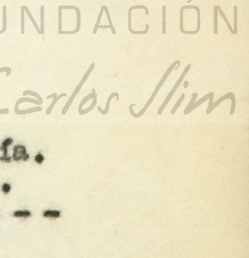 UNDACIÓN
Carlos Slim
ía.
.
--